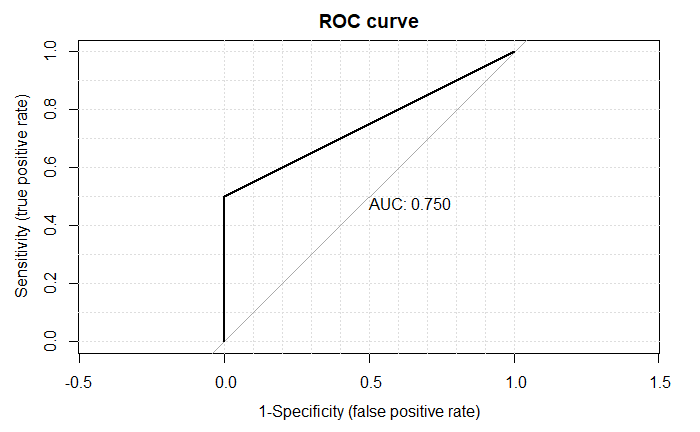 ROC curve
Sensitivity (true positive rate)
1.0
0.8
0.6
0.4
0.2
0.0
AUC: 0.750
-0.5
0.0
0.5
1.0
1.5
1-Specificity (false positive rate)